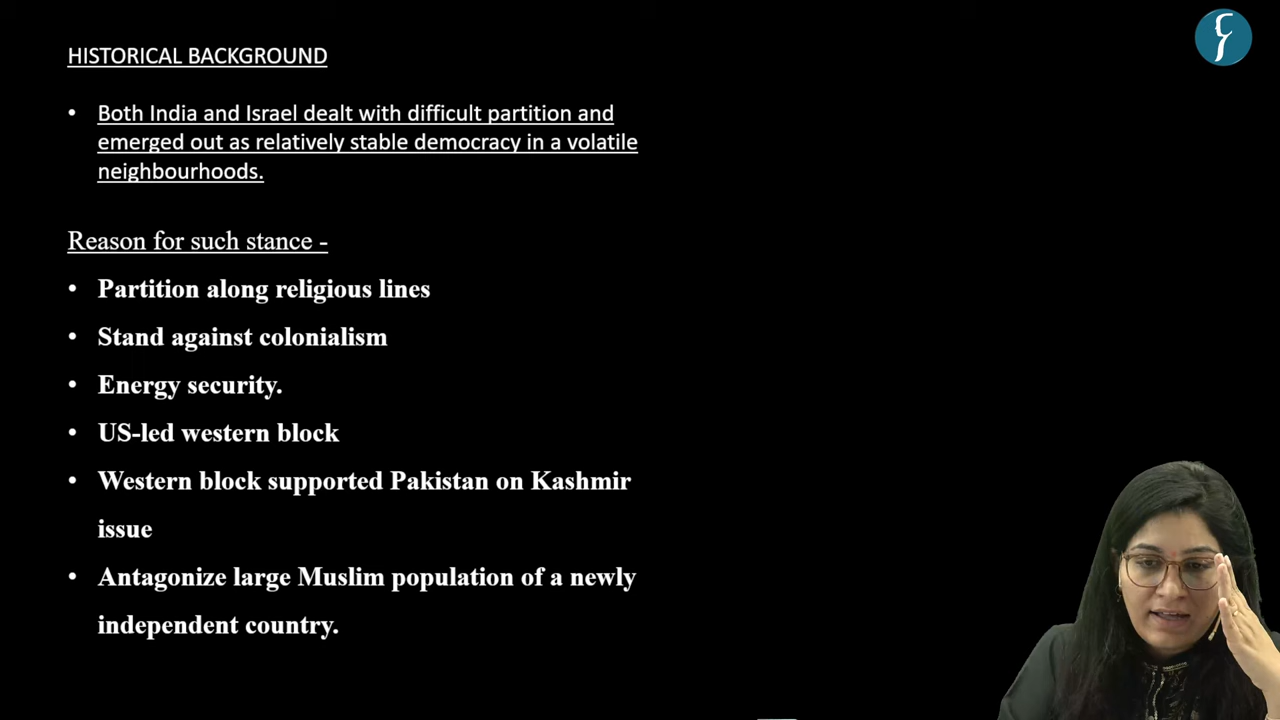 HISTORICAL BACKGROUND
• Both India and Israel dealt with difficult partition and
emerged out as relatively stable democracy in a volatile
neighbourhoods.
Reason for such stance -
• Partition along religious lines
• Stand against colonialism
• Energy security.
• US-led western block
• Western block supported Pakistan on Kashmir
issue
• Antagonize large Muslim population of a newly
independent country.